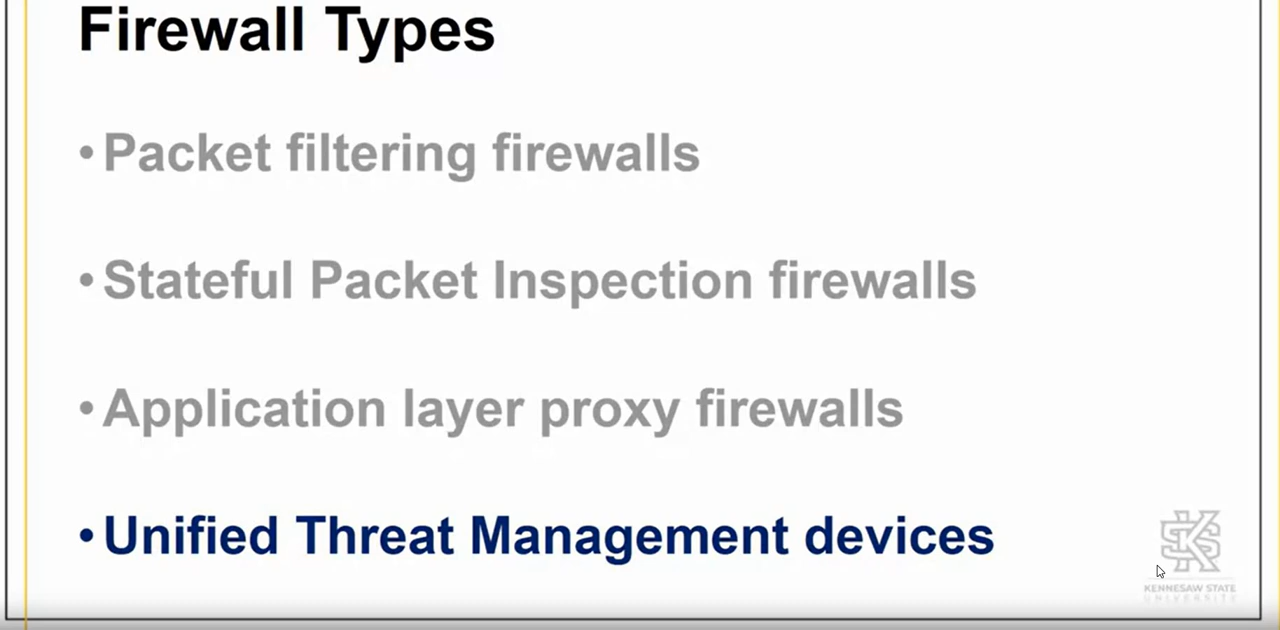 Firewall Types
•Packet filtering firewalls
•Stateful Packet Inspection firewalls
•Application layer proxy firewalls
•Unified Threat Management devices
KENNESAW STATE
UNIVERSITY